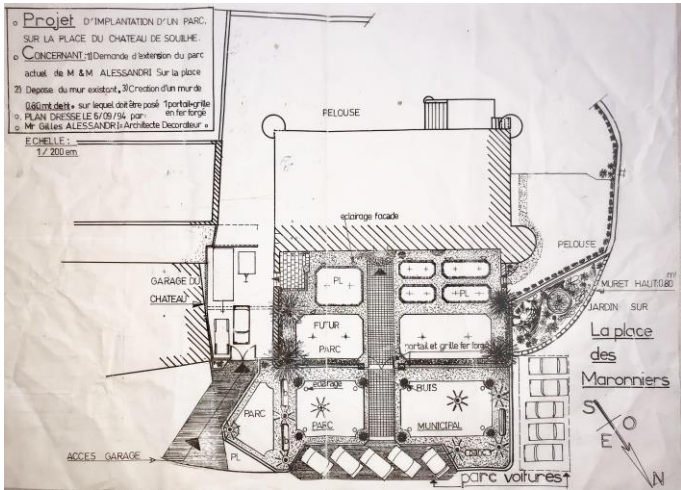 Projet D'IMPLANTATION D'UN PARC.
SUR LA PLACE DU CHATEAU DE SOUILHE.
CONCERNANT: 1) Demande d'extension du parc
actuel de M & M ALESSANDRI Sur la place
2) Depose du mur existant. 3) Creation d'un mur de
0.80 mt de ht. sur lequel doit être posé 1 portail+grille
en fer forgé
PLAN DRESSE LE 6/09/94 par:
Mr Gilles ALESSANDRI= Architecte Decorateur
ECHELLE:
1/200 em
PELOUSE
eclairage facade
PELOUSE
GARAGE DU
CHATEAU
PL
PL
MURET HAUT:0.80
mt
JARDIN SUR
La place
des
Maronniers
FUTUR
PARC
portail et grille fer forgé
eclairage
BUIS
PARC
PARC
MUNICIPAL
PL
ACCES GARAGE
parc voitures
S
O
E
N